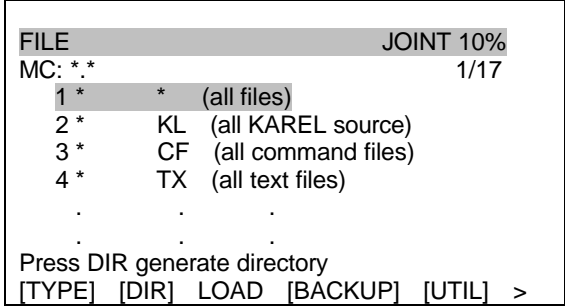 FILE JOINT 10%
MC: *.* 1/17
1 * * (all files)
2 * KL (all KAREL source)
3 * CF (all command files)
4 * TX (all text files)
. . .
. . .
Press DIR generate directory
[TYPE] [DIR] LOAD [BACKUP] [UTIL] >